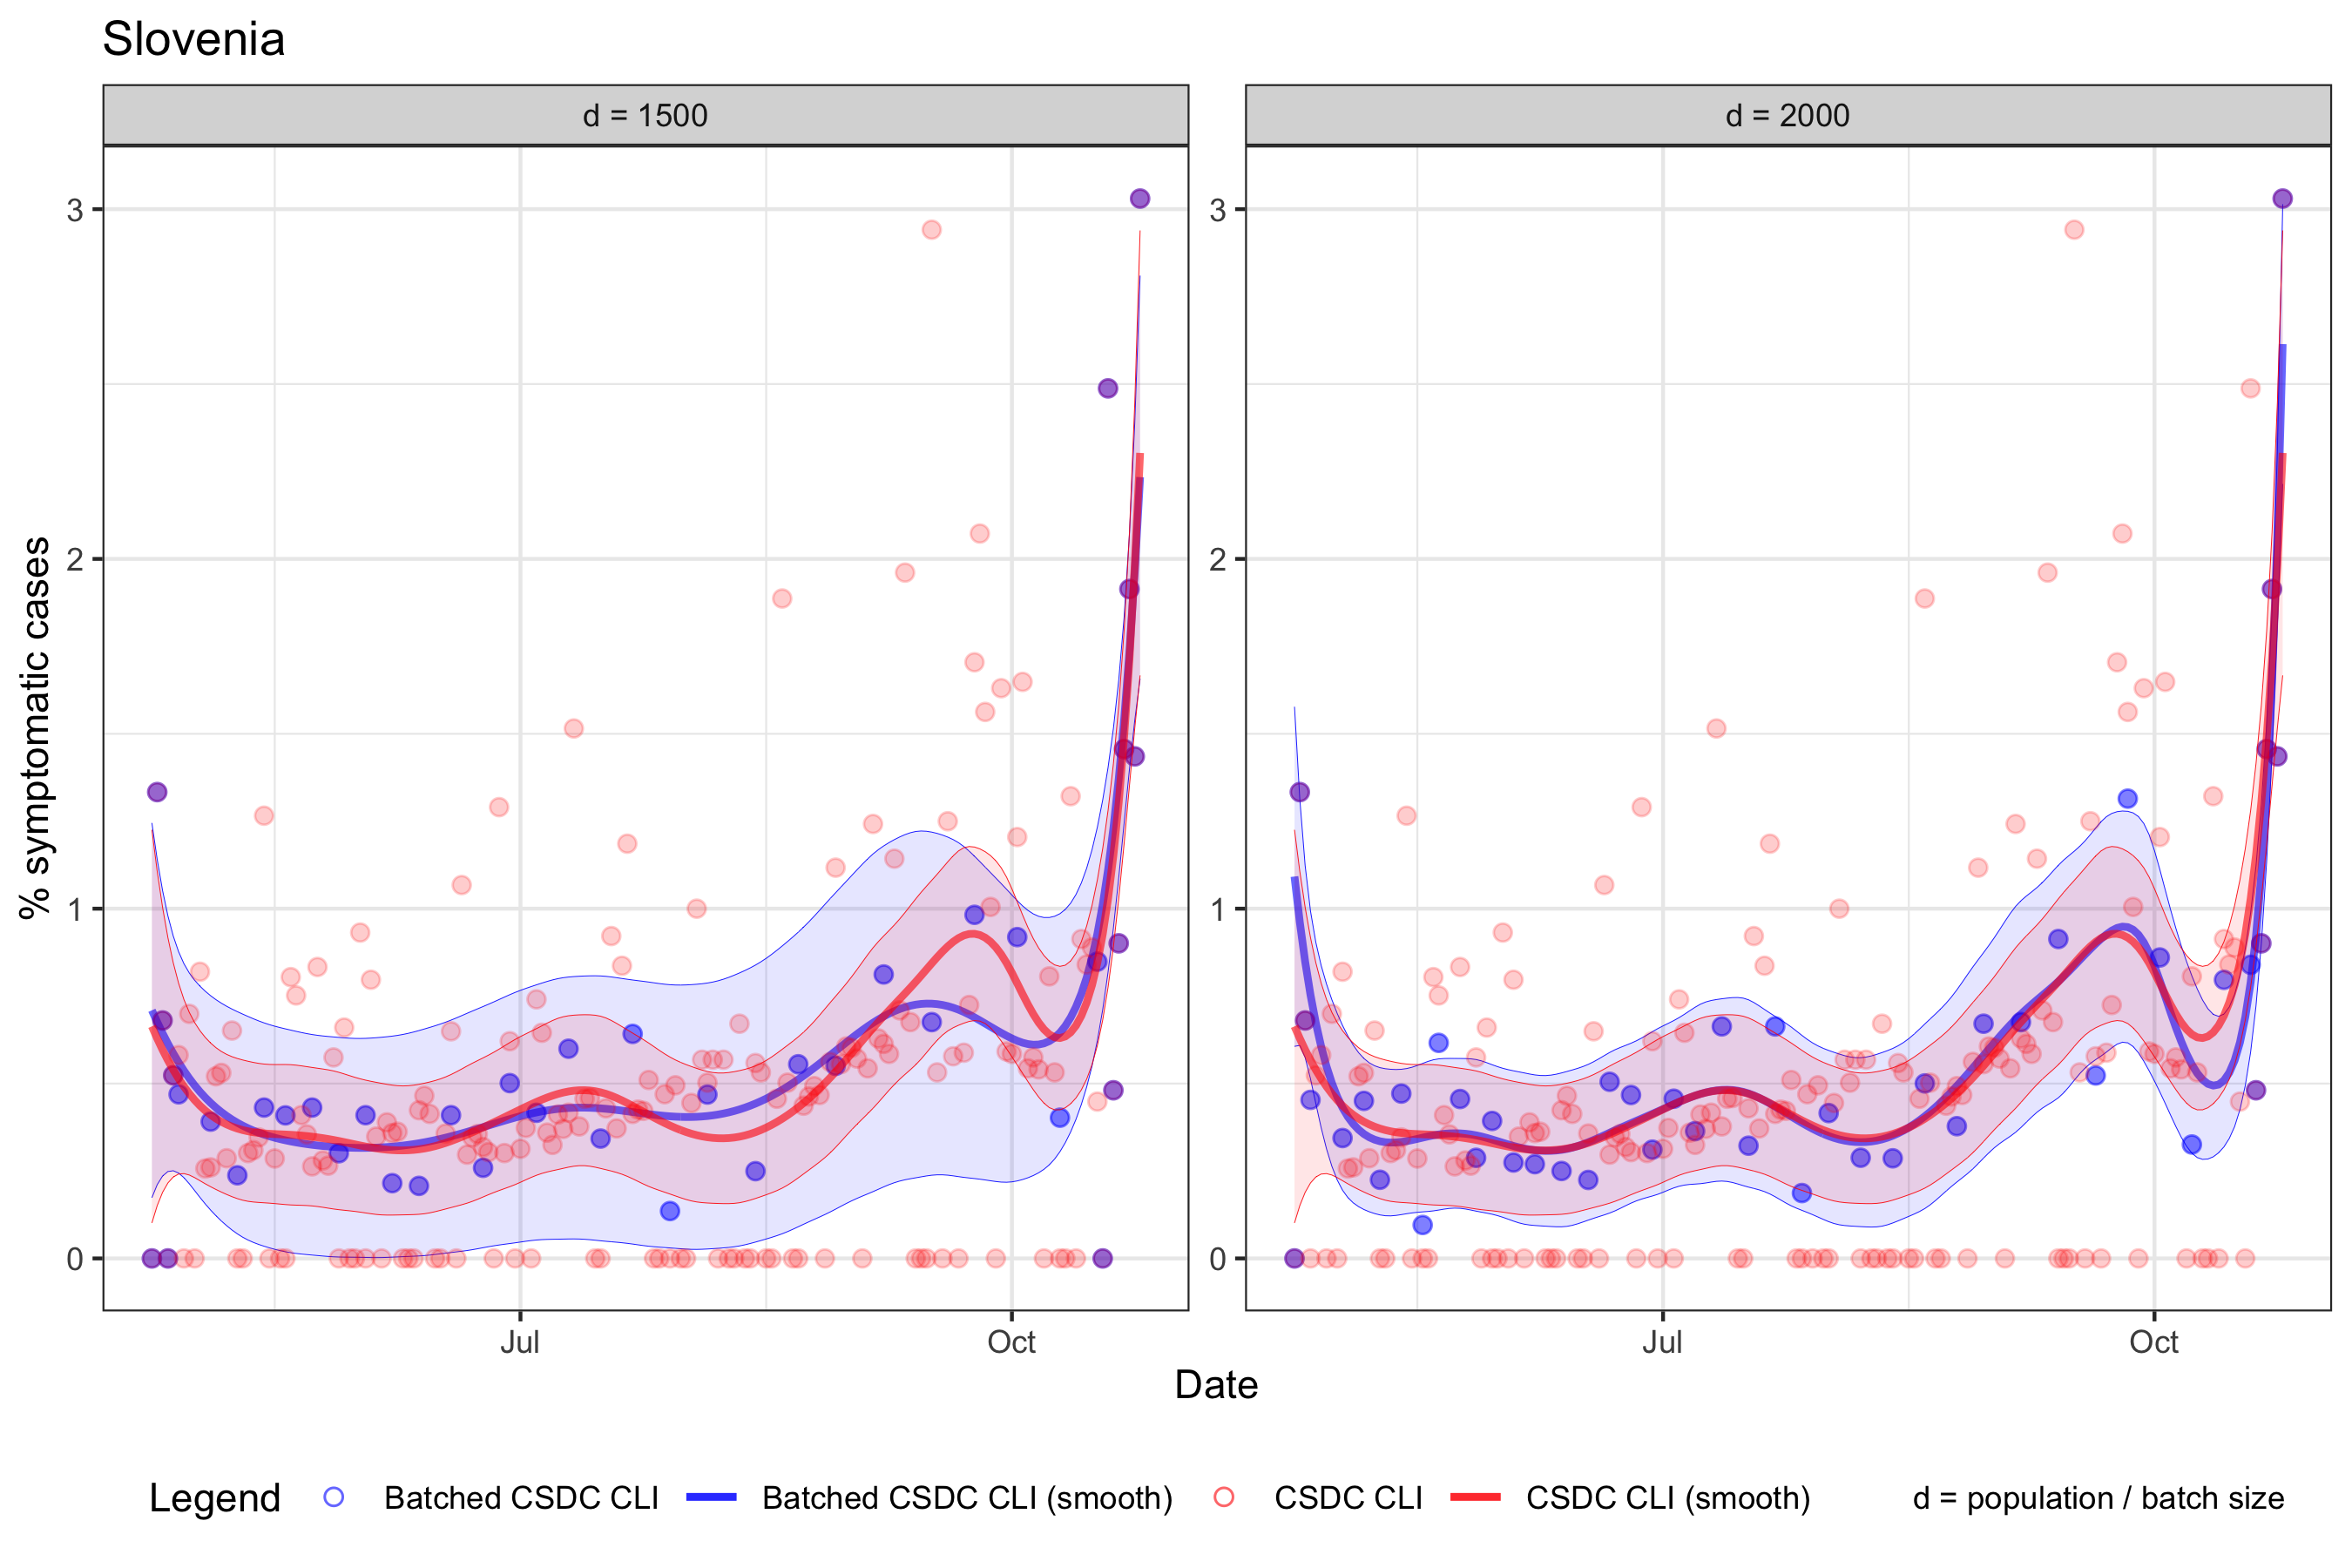 Slovenia
d = 1500
d = 2000
3
2
1
0
3
2
1
0
% symptomatic cases
Jul
Oct
Jul
Oct
Date
Legend
Batched CSDC CLI
Batched CSDC CLI (smooth)
CSDC CLI
CSDC CLI (smooth)
d = population / batch size